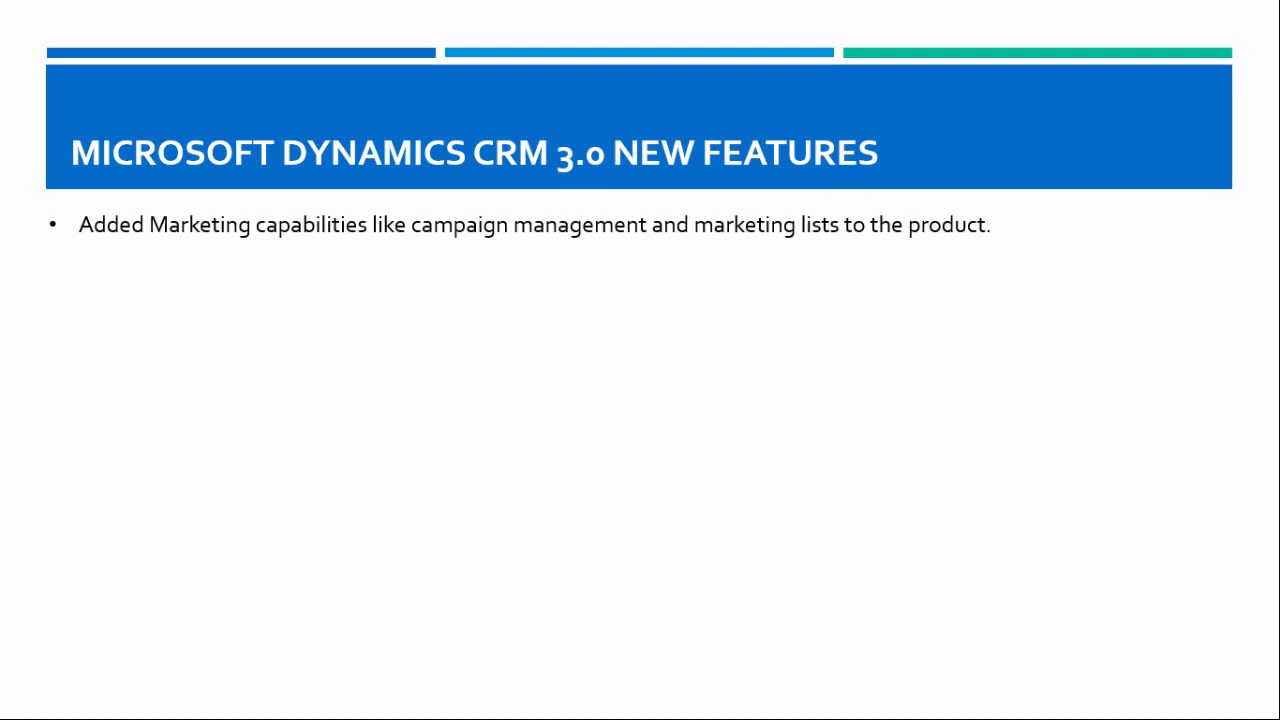 MICROSOFT DYNAMICS CRM 3.0 NEW FEATURES
• Added Marketing capabilities like campaign management and marketing lists to the product.